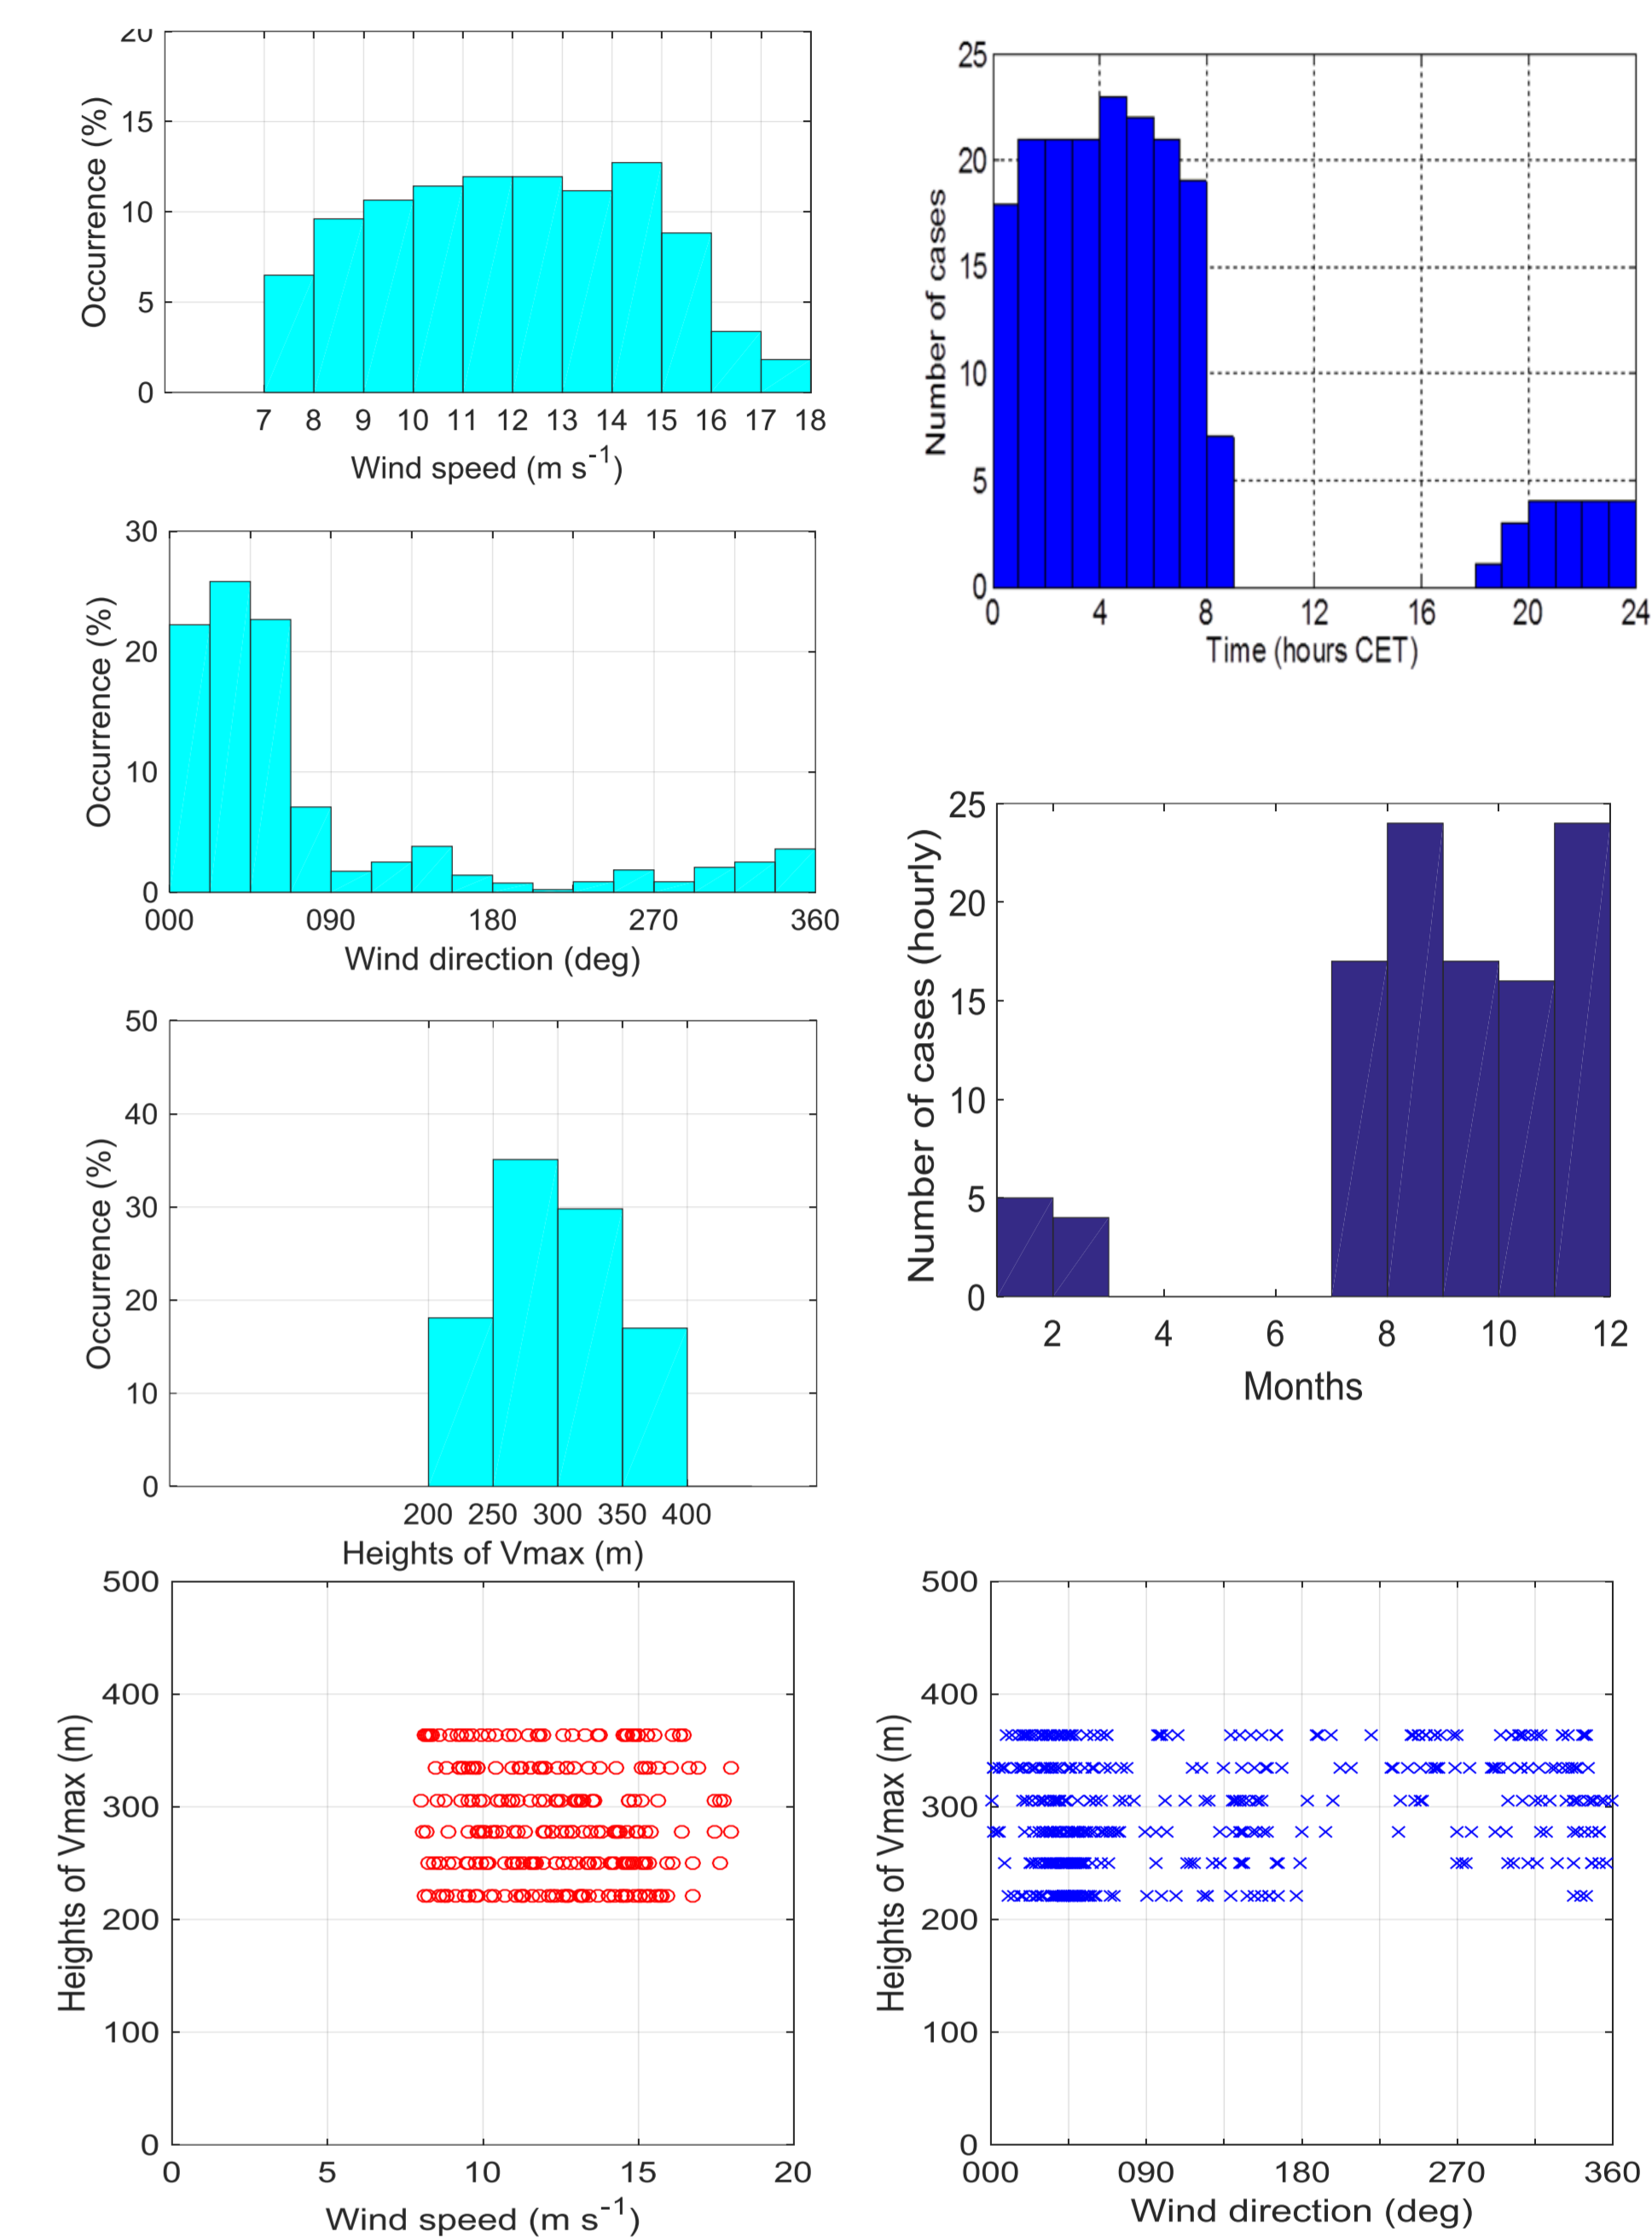 20
15
10
5
0
7 8 9 10 11 12 13 14 15 16 17 18
Occurrence (%)
Wind speed (m s-1)
25
20
15
10
5
0
0 4 8 12 16 20 24
Number of cases
Time (hours CET)
30
20
10
0
000 090 180 270 360
Occurrence (%)
Wind direction (deg)
25
20
15
10
5
0
2 4 6 8 10 12
Number of cases (hourly)
Months
50
40
30
20
10
0
200 250 300 350 400
Occurrence (%)
Heights of Vmax (m)
500
400
300
200
100
0
0 5 10 15 20
Heights of Vmax (m)
Wind speed (m s-1)
500
400
300
200
100
0
000 090 180 270 360
Heights of Vmax (m)
Wind direction (deg)